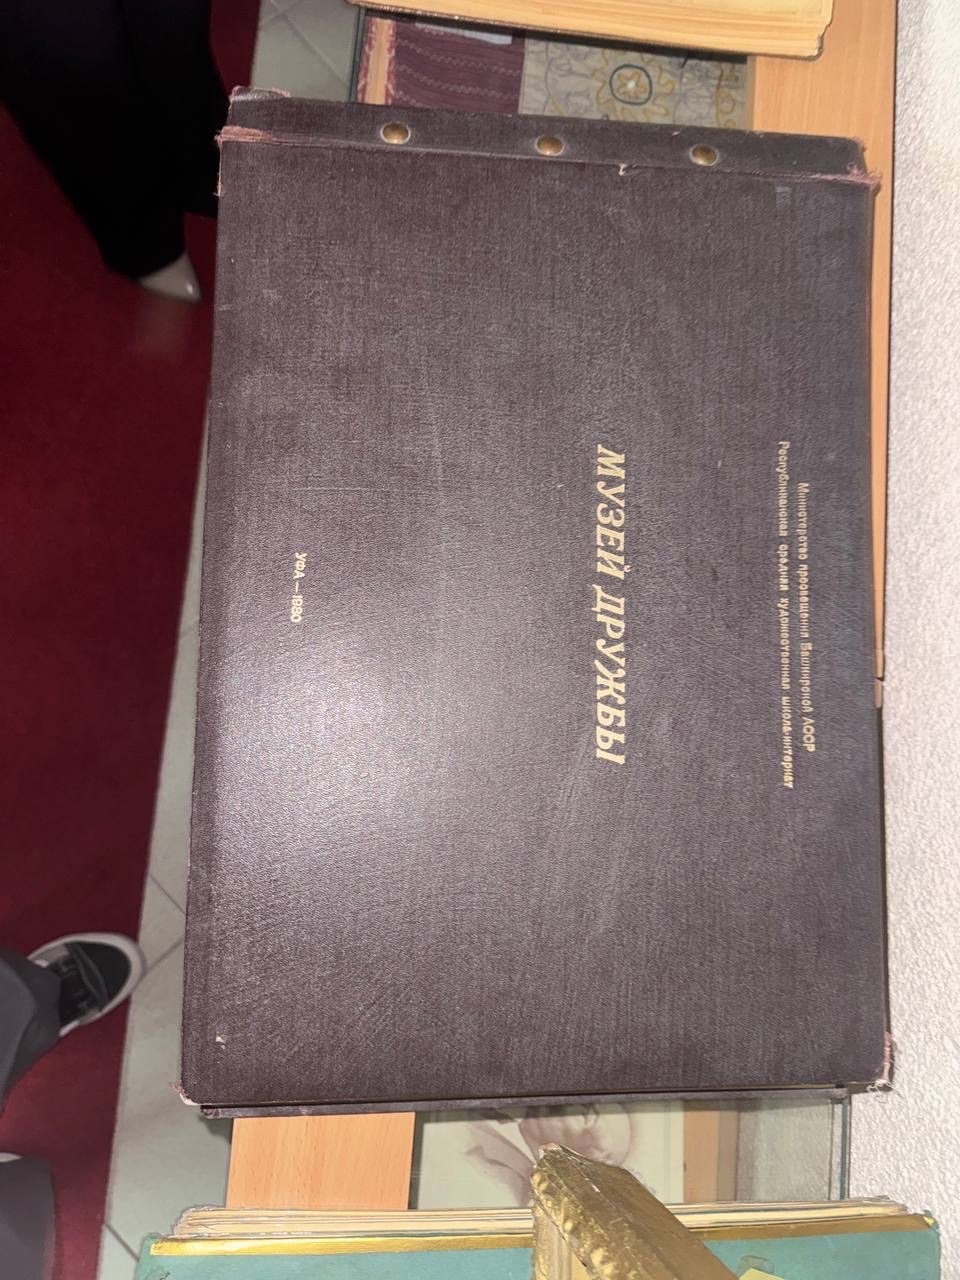 Министерство просвещения Башкирской АССР
Республиканская средняя художественная школа-интернат
МУЗЕЙ ДРУЖБЫ
УФА — 1980